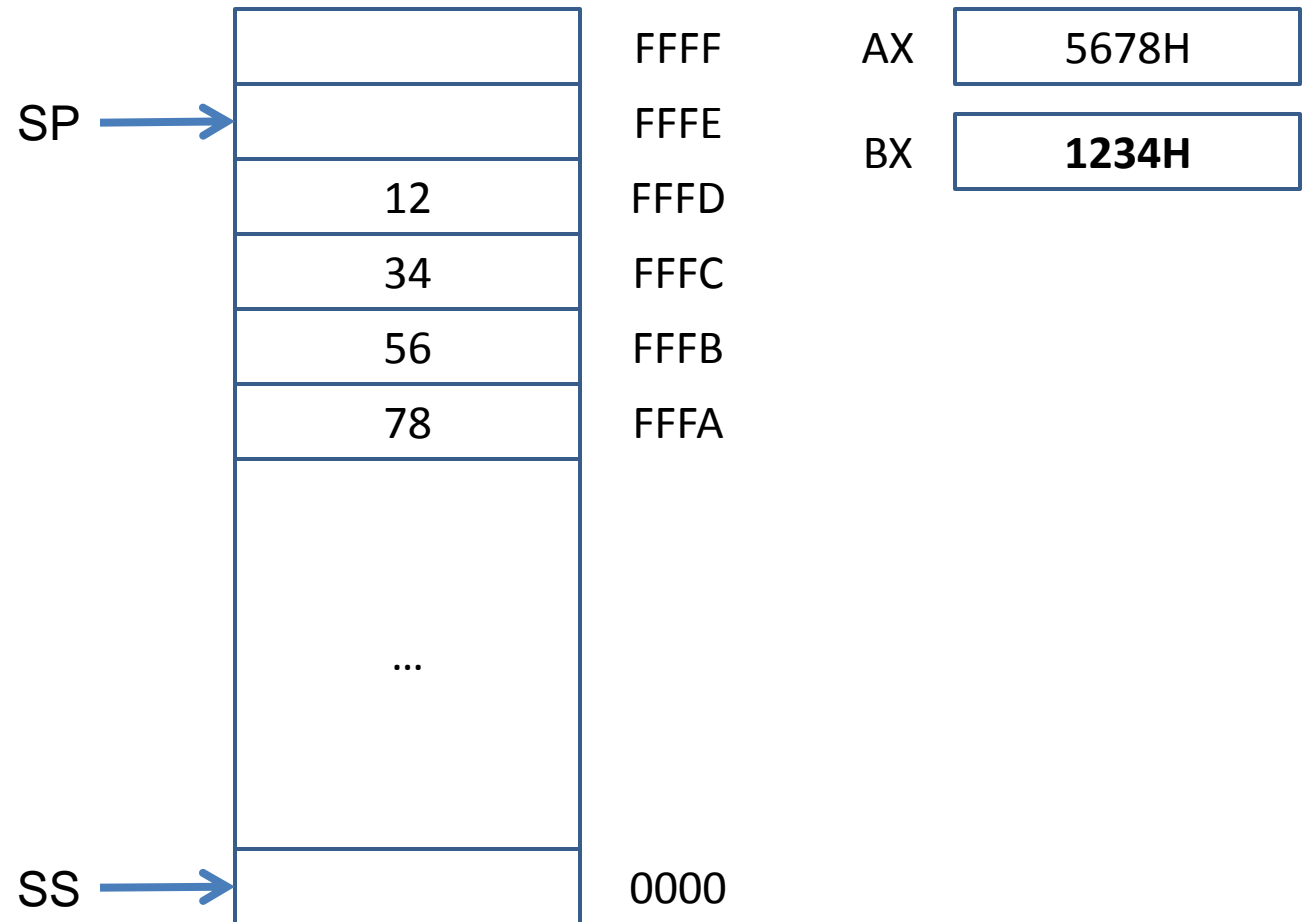 FFFF AX 5678H
SP FFFE
BX 1234H
12 FFFD
34 FFFC
56 FFFB
78 FFFA
...
SS 0000